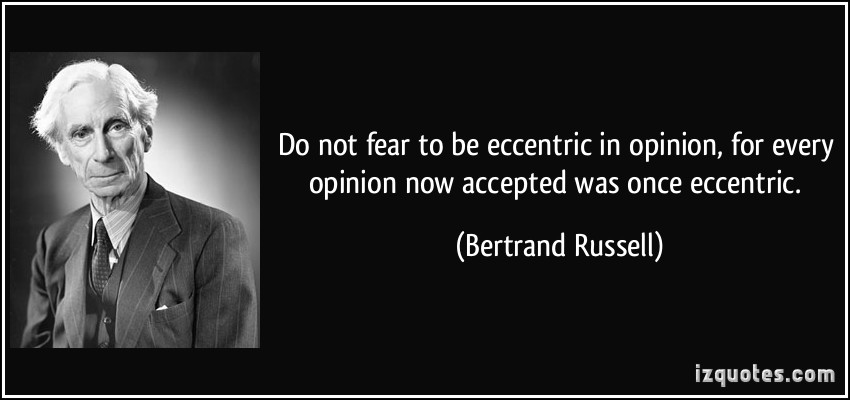 Do not fear to be eccentric in opinion, for every
opinion now accepted was once eccentric.
(Bertrand Russell)
izquotes.com